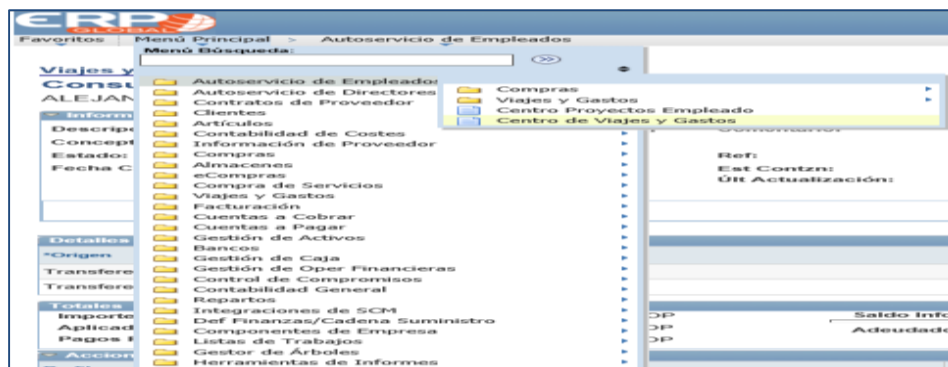 ERP
GLOBAL
Favoritos Menú Principal > Autoservicio de Empleados
Menú Búsqueda:
Viajes y
Consu
ALEJAN
Autoservicio de Empleados
Autoservicio de Directores
Contratos de Proveedor
Clientes
Artículos
Contabilidad de Costes
Información de Proveedor
Compras
Almacenes
eCompras
Compra de Servicios
Viajes y Gastos
Facturación
Cuentas a Cobrar
Cuentas a Pagar
Gestión de Activos
Bancos
Gestión de Caja
Gestión de Oper Financieras
Control de Compromisos
Contabilidad General
Repartos
Integraciones de SCM
Def Finanzas/Cadena Suministro
Componentes de Empresa
Listas de Trabajos
Gestor de Árboles
Herramientas de Informes
Compras
Viajes y Gastos
Centro Proyectos Empleado
Centro de Viajes y Gastos
Inform
Descripc
Concept
Estado:
Fecha C
Ref:
Est Contzn:
Últ Actualización:
Detalles
*Origen
Transfere
Transfere
Totales
Importe
Aplicad
Pagos
OP
OP
OP
Saldo Info
Adeudado
Accion